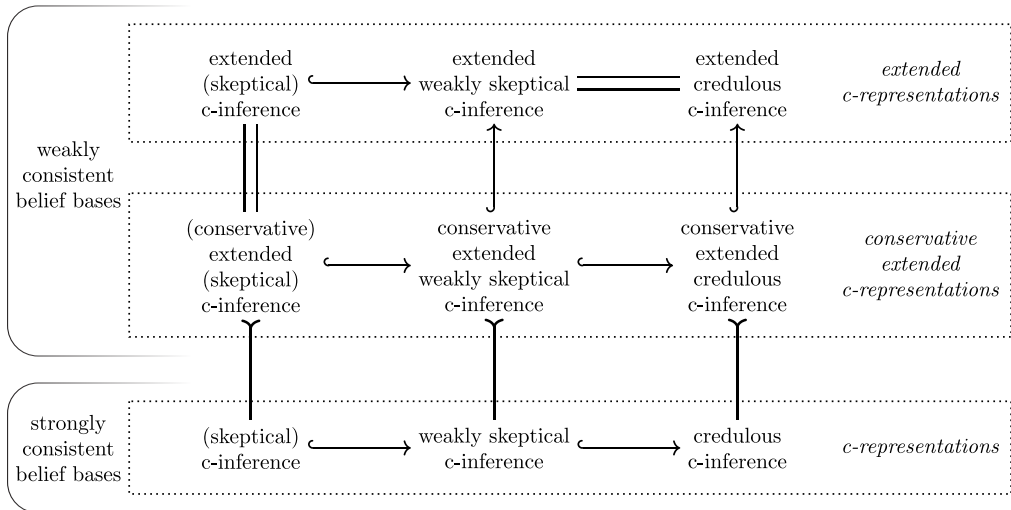 extended
(skeptical)
c-inference
extended
weakly skeptical
c-inference
extended
credulous
c-inference
extended
c-representations
weakly
consistent
belief bases
(conservative)
extended
(skeptical)
c-inference
conservative
extended
weakly skeptical
c-inference
conservative
extended
credulous
c-inference
conservative
extended
c-representations
strongly
consistent
belief bases
(skeptical)
c-inference
weakly skeptical
c-inference
credulous
c-inference
c-representations